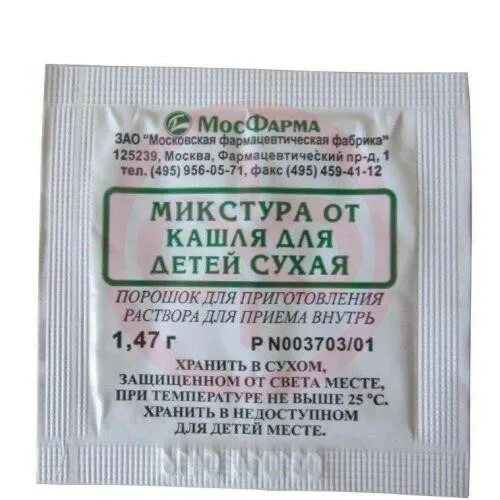 МосФарма
ЗАО "Московская фармацевтическая фабрика"
125239, Москва, Фармацевтический пр-д, 1
тел. (495) 956-05-71, факс (495) 459-41-12
МИКСТУРА ОТ
КАШЛЯ ДЛЯ
ДЕТЕЙ СУХАЯ
ПОРОШОК ДЛЯ ПРИГОТОВЛЕНИЯ
РАСТВОРА ДЛЯ ПРИЕМА ВНУТРЬ
1,47 г Р N003703/01
ХРАНИТЬ В СУХОМ,
ЗАЩИЩЕННОМ ОТ СВЕТА МЕСТЕ,
ПРИ ТЕМПЕРАТУРЕ НЕ ВЫШЕ 25 °С.
ХРАНИТЬ В НЕДОСТУПНОМ
ДЛЯ ДЕТЕЙ МЕСТЕ.